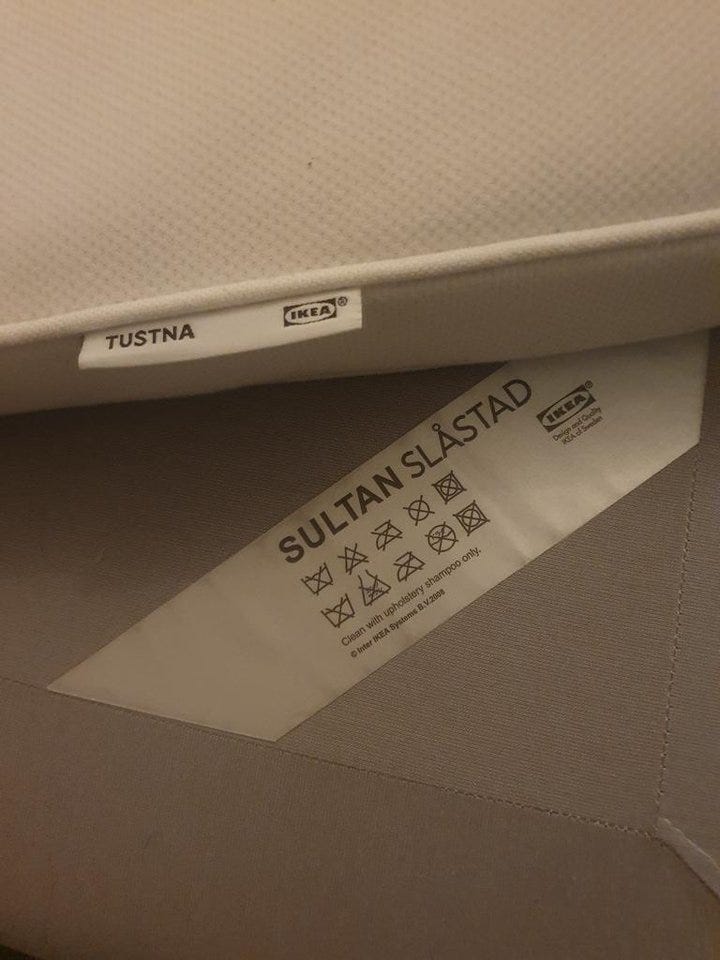 TUSTNA
IKEA®
SULTAN SLÅSTAD
IKEA®
Design and Quality
IKEA of Sweden
Clean with upholstery shampoo only.
© Inter IKEA Systems B.V. 2008